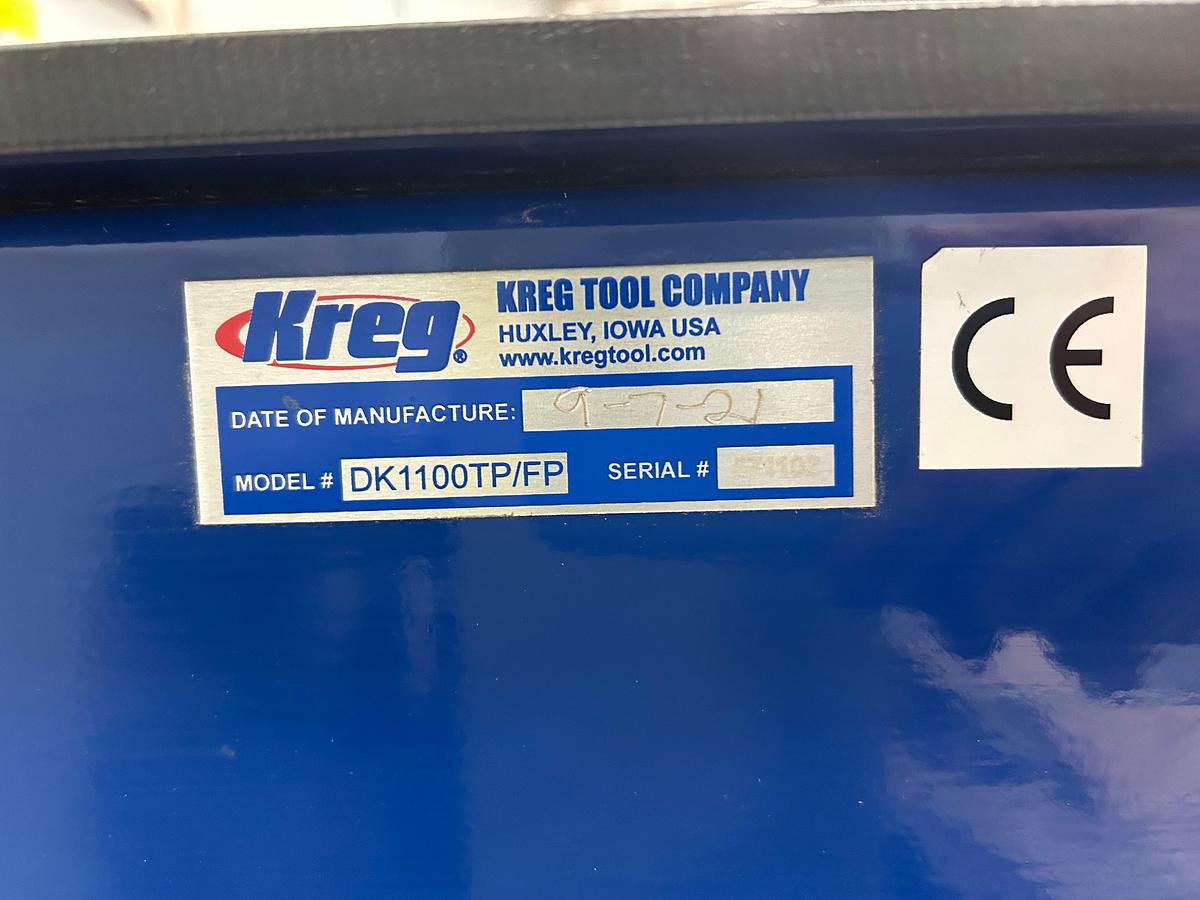 Kreg®
KREG TOOL COMPANY
HUXLEY, IOWA USA
www.kregtool.com
DATE OF MANUFACTURE: 9-7-21
MODEL # DK1100TP/FP SERIAL #
CE